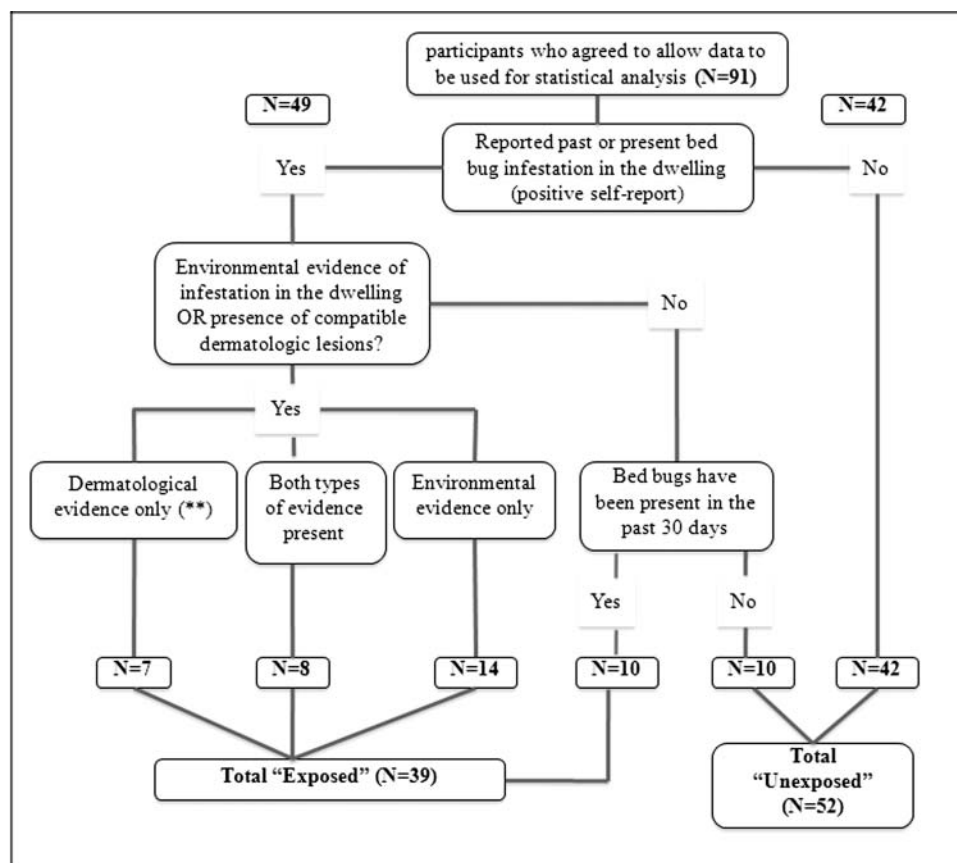 participants who agreed to allow data to
be used for statistical analysis (N=91)
N=49
N=42
Reported past or present bed
bug infestation in the dwelling
(positive self-report)
Yes
No
Environmental evidence of
infestation in the dwelling
OR presence of compatible
dermatologic lesions?
No
Yes
Dermatological
evidence only (**)
Both types
of evidence
present
Environmental
evidence only
Bed bugs have
been present in the
past 30 days
Yes
No
N=7
N=8
N=14
N=10
N=10
N=42
Total “Exposed” (N=39)
Total
“Unexposed”
(N=52)